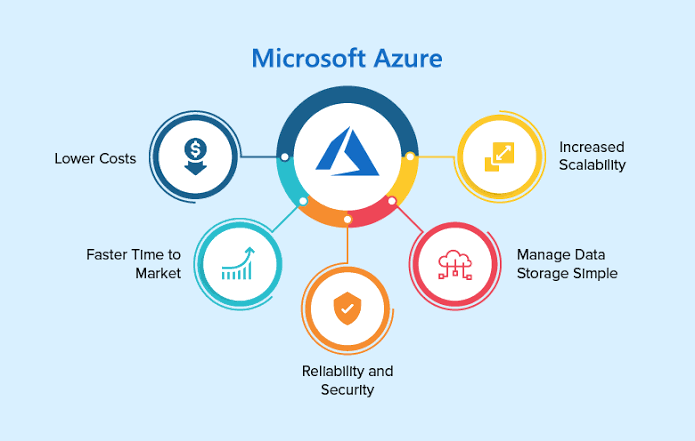 Microsoft Azure
Lower Costs
Increased
Scalability
Faster Time to
Market
Manage Data
Storage Simple
Reliability and
Security